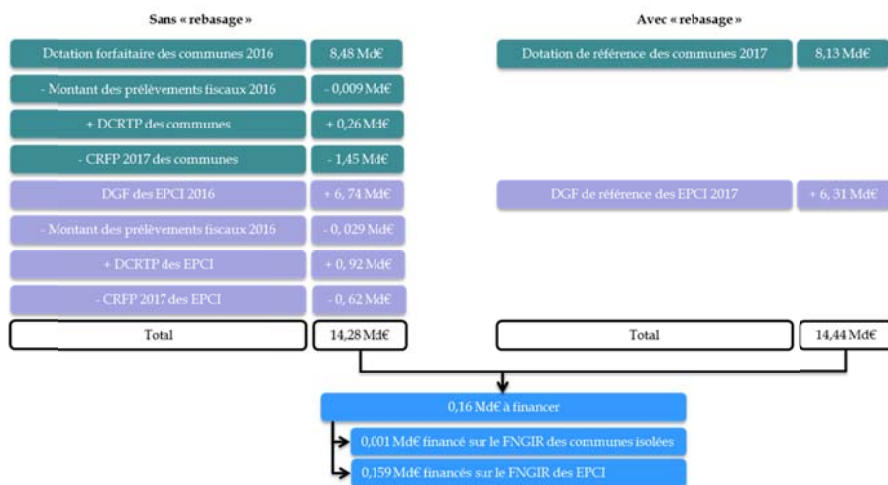 Sans « rebasage »
Dotation forfaitaire des communes 2016 8,48 Md€
- Montant des prélèvements fiscaux 2016 - 0,009 Md€
+ DCRTP des communes + 0,26 Md€
- CRFP 2017 des communes - 1,45 Md€
DGF des EPCI 2016 + 6, 74 Md€
- Montant des prélèvements fiscaux 2016 - 0, 029 Md€
+ DCRTP des EPCI + 0, 92 Md€
- CRFP 2017 des EPCI - 0, 62 Md€
Total 14,28 Md€
Avec « rebasage »
Dotation de référence des communes 2017 8,13 Md€
DGF de référence des EPCI 2017 + 6, 31 Md€
Total 14,44 Md€
0,16 Md€ à financer
0,001 Md€ financé sur le FNGIR des communes isolées
0,159 Md€ financés sur le FNGIR des EPCI